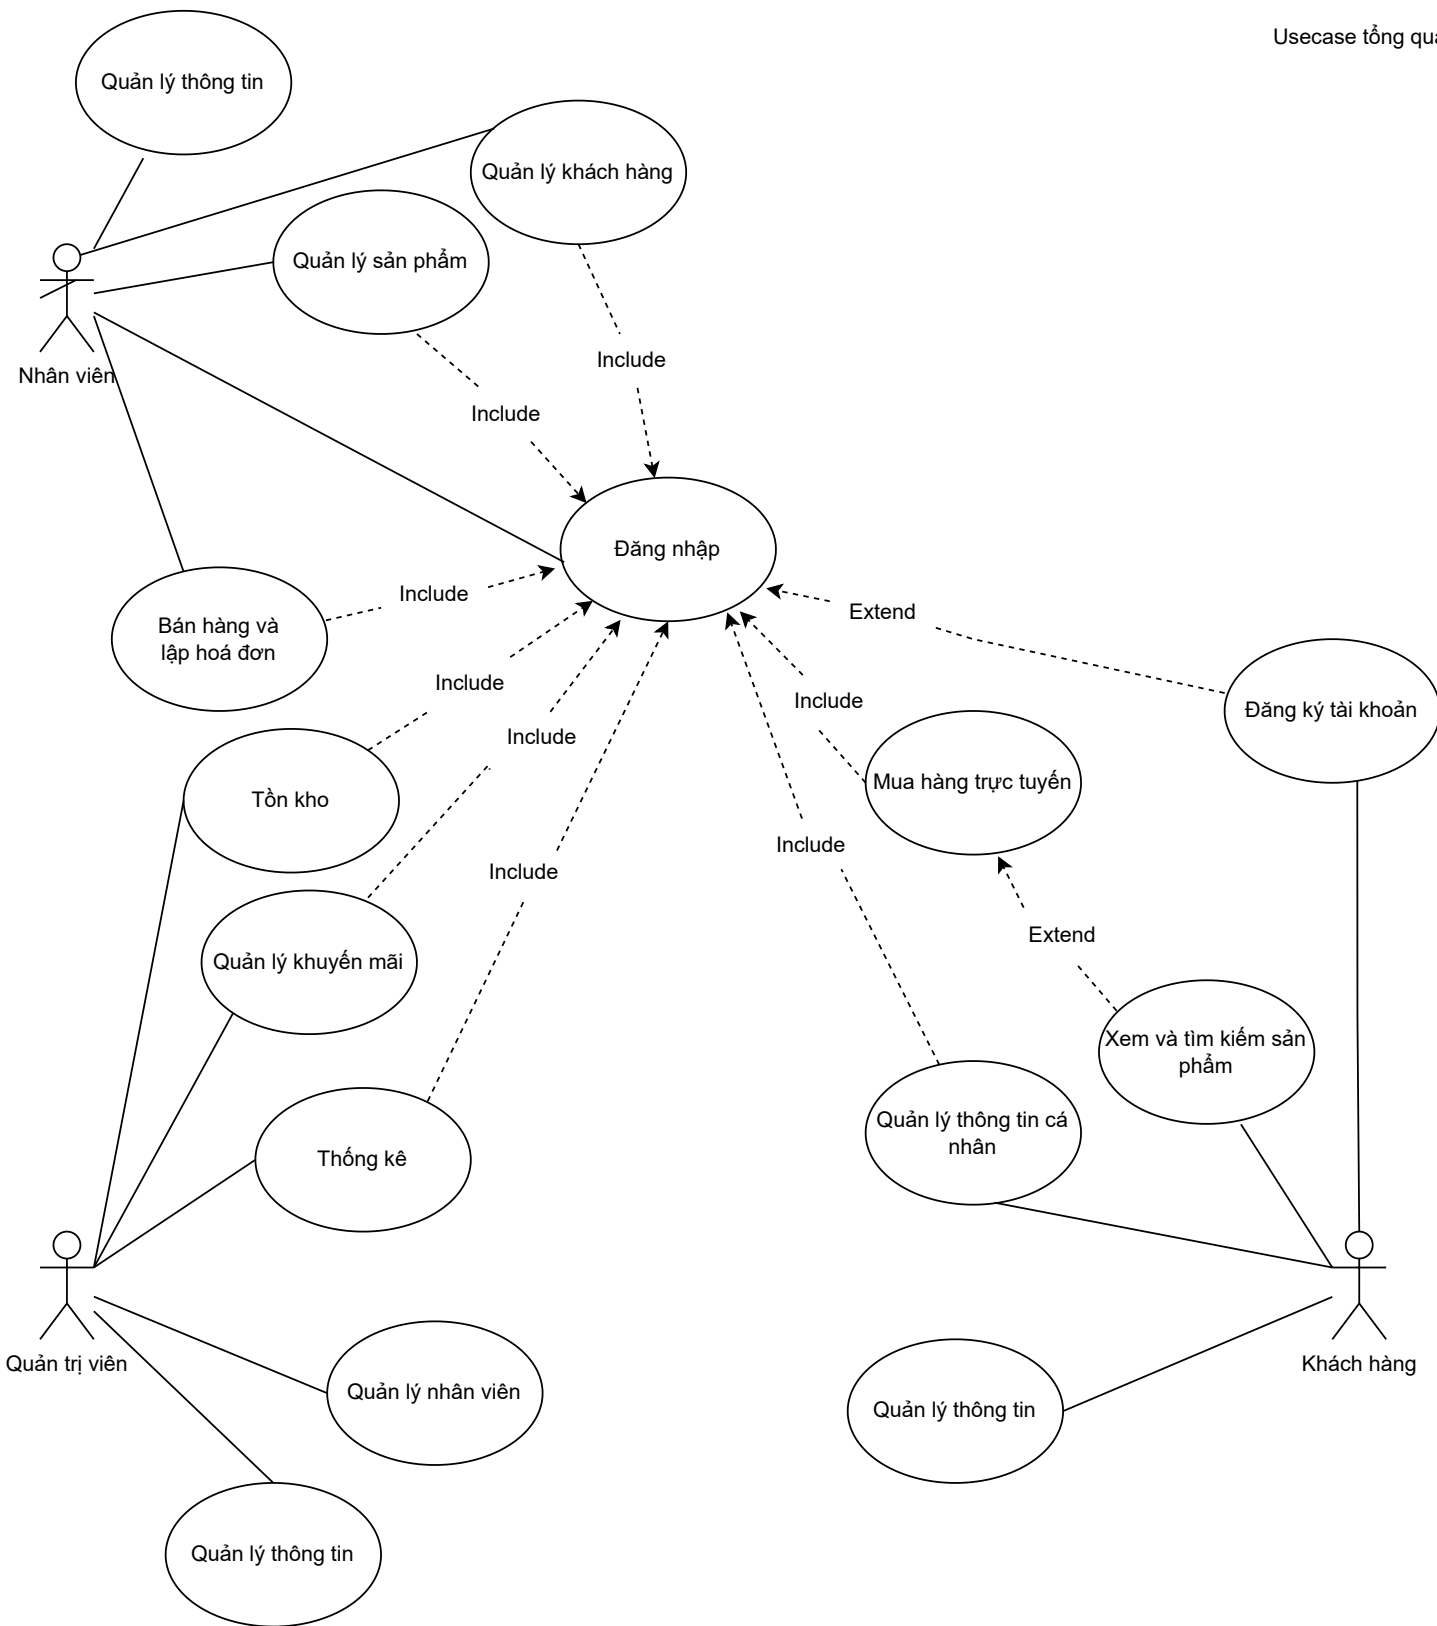 Usecase tổng
Quản lý thông tin
Quản lý khách hàng
Quản lý sản phẩm
Nhân viên
Include
Include
Đăng nhập
Include
Extend
Bán hàng và
lập hoá đơn
Include
Include
Đăng ký tài khoản
Include
Mua hàng trực tuyến
Tồn kho
Include
Include
Extend
Quản lý khuyến mãi
Xem và tìm kiếm sản
phẩm
Quản lý thông tin cá
nhân
Thống kê
Quản trị viên
Khách hàng
Quản lý nhân viên
Quản lý thông tin
Quản lý thông tin